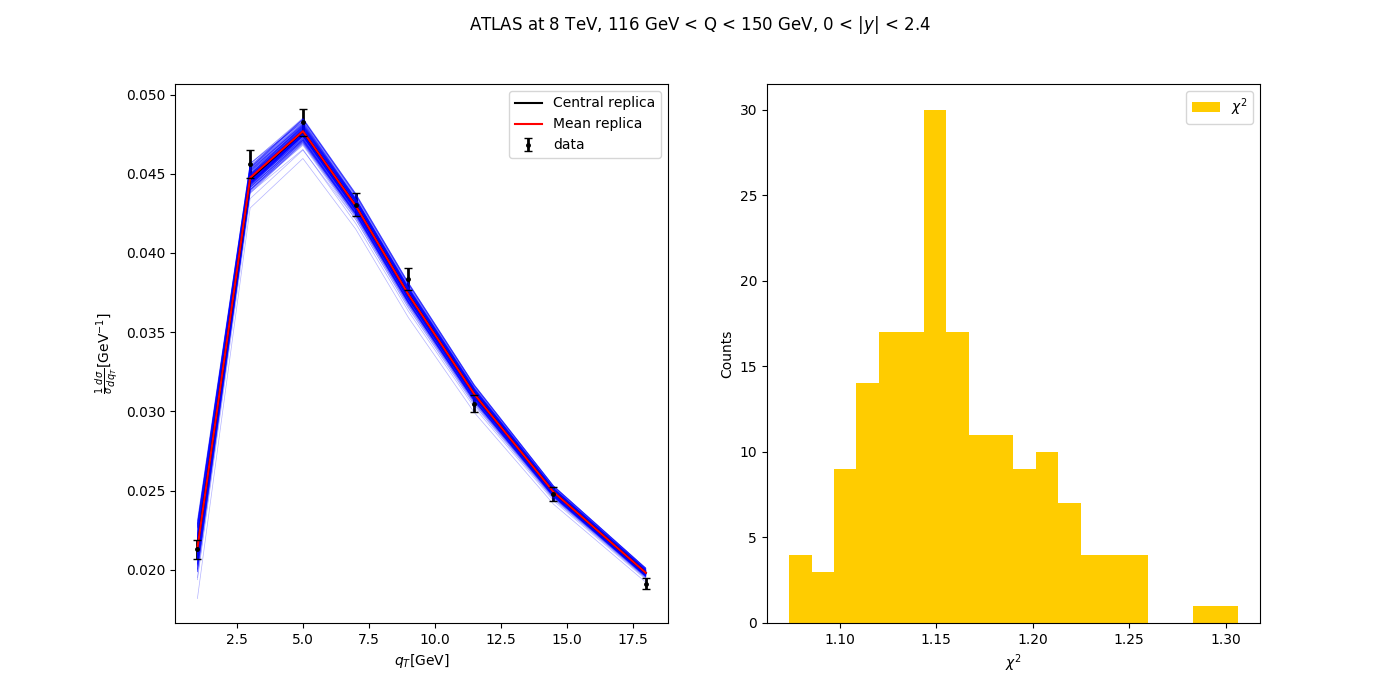 ATLAS at 8 TeV, 116 GeV < Q < 150 GeV, 0 < |y| < 2.4
0.050
0.045
0.040
0.035
0.030
0.025
0.020
1/σ dσ/dq_T [GeV⁻¹]
2.5 5.0 7.5 10.0 12.5 15.0 17.5
q_T[GeV]
Central replica
Mean replica
data
30
25
20
15
10
5
0
Counts
1.10 1.15 1.20 1.25 1.30
χ²
χ²